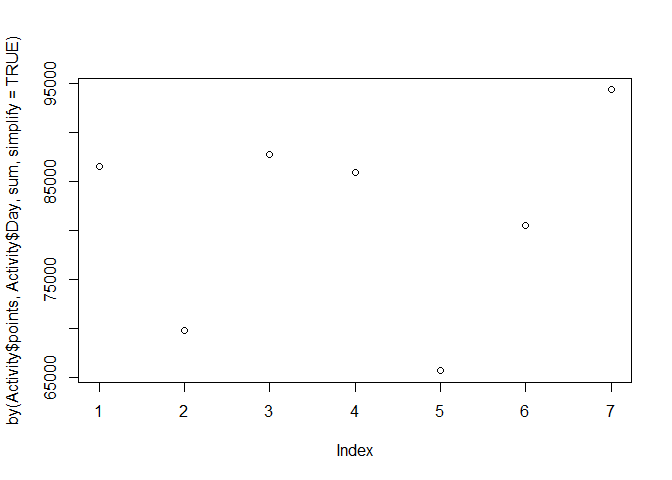 by(Activity$points, Activity$Day, sum, simplify = TRUE)
95000
85000
75000
65000
1 2 3 4 5 6 7
Index